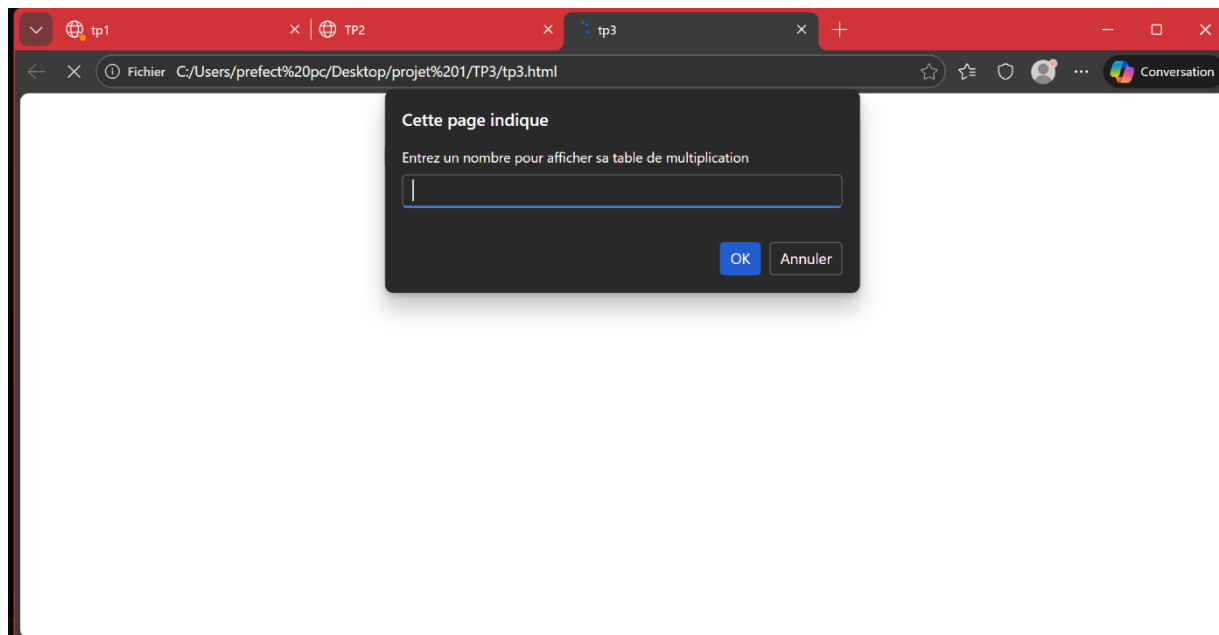 tp1
TP2
tp3
Fichier C:/Users/prefect%20pc/Desktop/projet%201/TP3/tp3.html
Conversation
Cette page indique
Entrez un nombre pour afficher sa table de multiplication
OK
Annuler